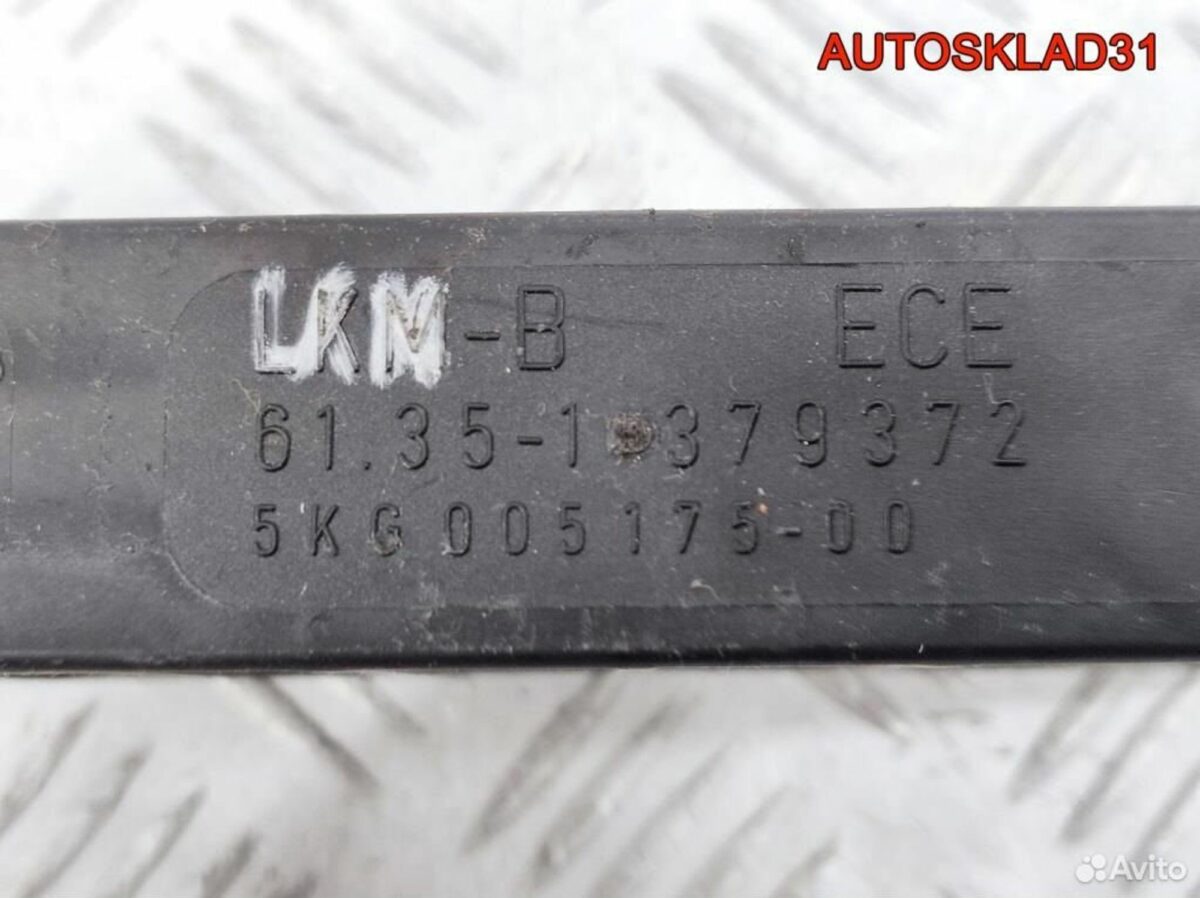 AUTOSKLAD31
LKM-B ECE
61.35-1 379372
5KG 005175-00
Avito